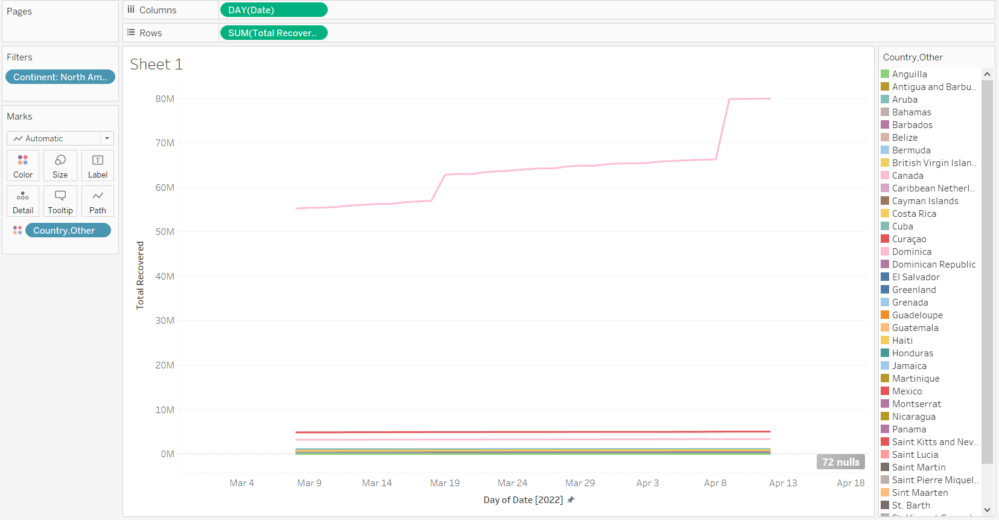 Pages
Columns
DAY(Date)
Rows
SUM(Total Recover..
Filters
Continent: North Am..
Marks
Automatic
Color
Size
Label
Detail
Tooltip
Path
Country,Other
Sheet 1
80M
70M
60M
50M
40M
30M
20M
10M
0M
Total Recovered
72 nulls
Mar 4
Mar 9
Mar 14
Mar 19
Mar 24
Mar 29
Apr 3
Apr 8
Apr 13
Apr 18
Day of Date [2022]
Country,Other
Anguilla
Antigua and Barbu..
Aruba
Bahamas
Barbados
Belize
Bermuda
British Virgin Islan..
Canada
Caribbean Netherl..
Cayman Islands
Costa Rica
Cuba
Curaçao
Dominica
Dominican Republic
El Salvador
Greenland
Grenada
Guadeloupe
Guatemala
Haiti
Honduras
Jamaica
Martinique
Mexico
Montserrat
Nicaragua
Panama
Saint Kitts and Nev..
Saint Lucia
Saint Martin
Saint Pierre Miquel..
Sint Maarten
St. Barth